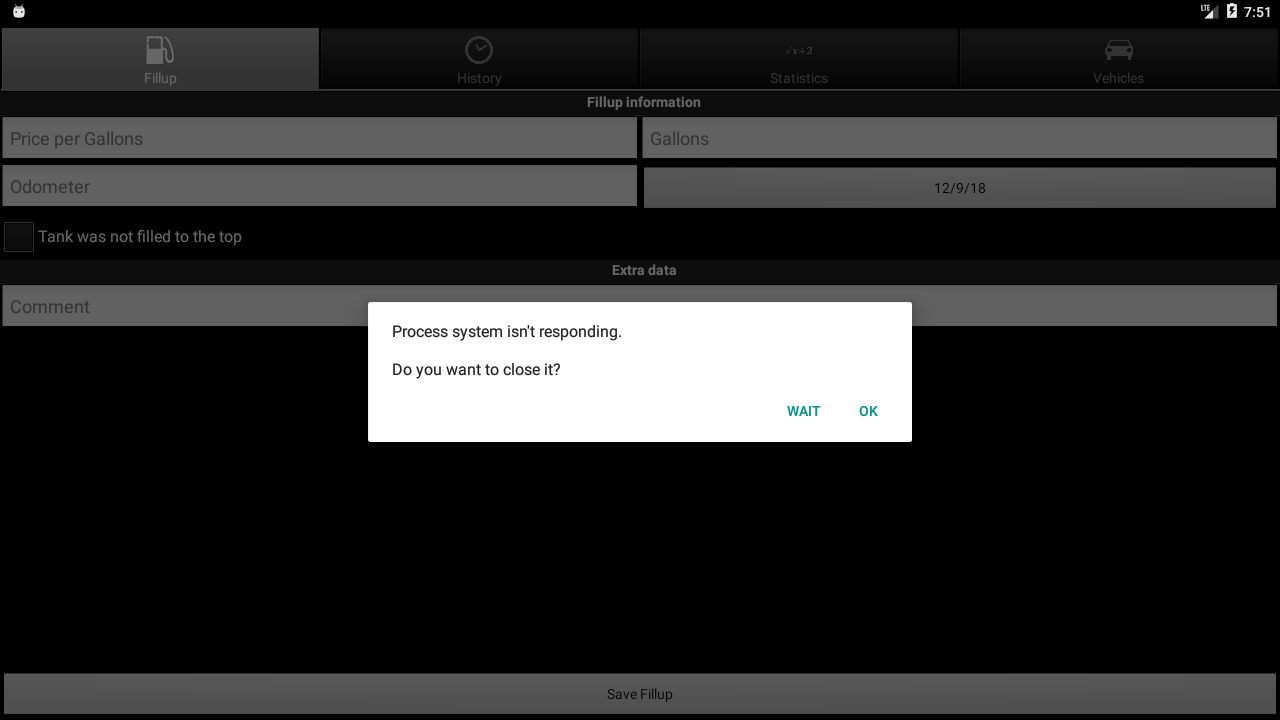 LTE 7:51
Fillup
History
√x+2
Statistics
Vehicles
Fillup information
Price per Gallons
Gallons
Odometer
12/9/18
Tank was not filled to the top
Extra data
Comment
Process system isn't responding.
Do you want to close it?
WAIT
OK
Save Fillup